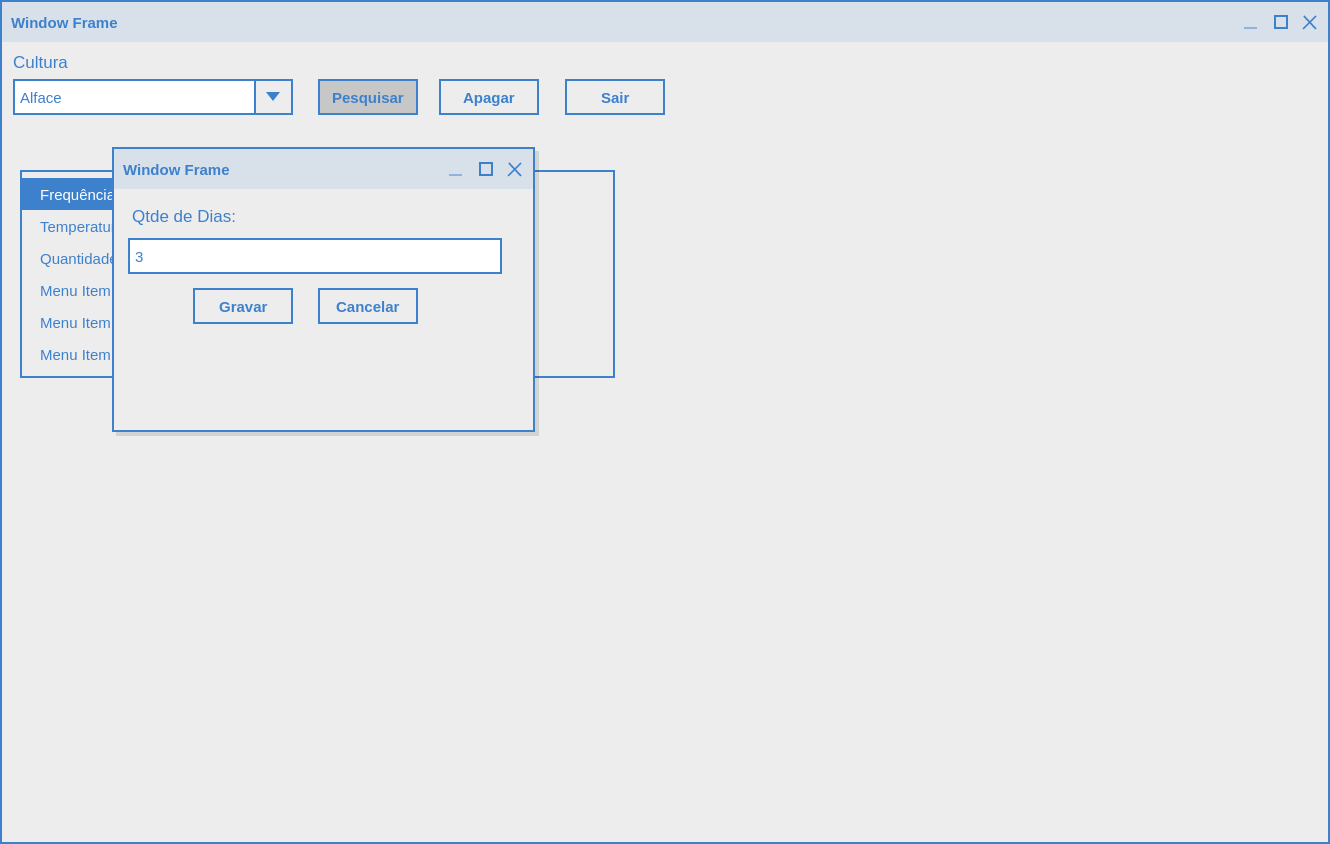 Window Frame
Cultura
Alface
Pesquisar Apagar Sair
Window Frame
Qtde de Dias:
3
Gravar Cancelar
Frequência
Quantidade
Menu Item
Menu Item
Menu Item